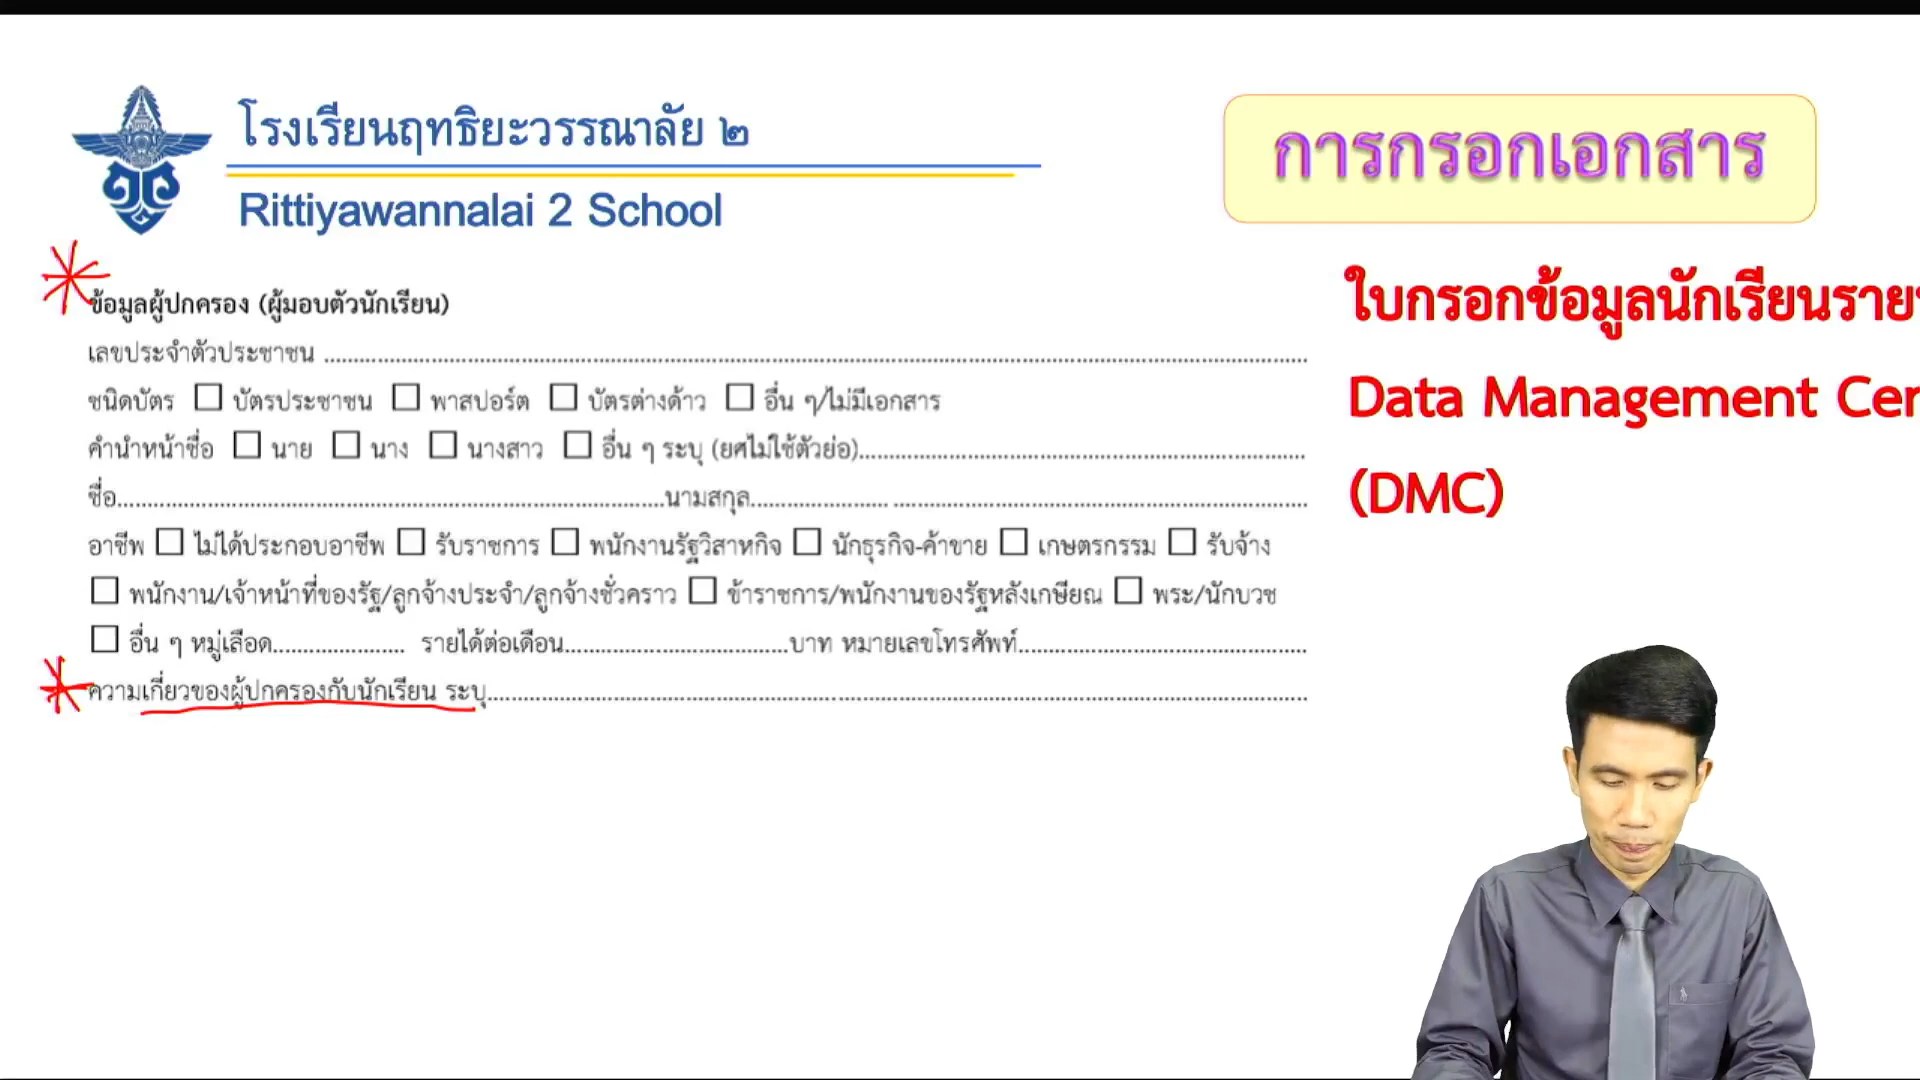 โรงเรียนฤทธิยะวรรณาลัย ๒
Rittiyawannalai 2 School
การกรอกเอกสาร
ข้อมูลผู้ปกครอง (ผู้มอบตัวนักเรียน)
เลขประจำตัวประชาชน ................................................................
ชนิดบัตร ☐ บัตรประชาชน ☐ พาสปอร์ต ☐ บัตรต่างด้าว ☐ อื่น ๆ/ไม่มีเอกสาร
คำนำหน้าชื่อ ☐ นาย ☐ นาง ☐ นางสาว ☐ อื่น ๆ ระบุ (ยศไม่ใช้ตัวย่อ)................................
ชื่อ................................นามสกุล................ ................................
อาชีพ ☐ ไม่ได้ประกอบอาชีพ ☐ รับราชการ ☐ พนักงานรัฐวิสาหกิจ ☐ นักธุรกิจ-ค้าขาย ☐ เกษตรกรรม ☐ รับจ้าง
☐ พนักงาน/เจ้าหน้าที่ของรัฐ/ลูกจ้างประจำ/ลูกจ้างชั่วคราว ☐ ข้าราชการ/พนักงานของรัฐหลังเกษียณ ☐ พระ/นักบวช
☐ อื่น ๆ หมู่เลือด................ รายได้ต่อเดือน................................บาท หมายเลขโทรศัพท์................................
ความเกี่ยวของผู้ปกครองกับนักเรียน ระบุ................................................................
ใบกรอกข้อมูลนักเรียนราย
Data Management Cen
(DMC)